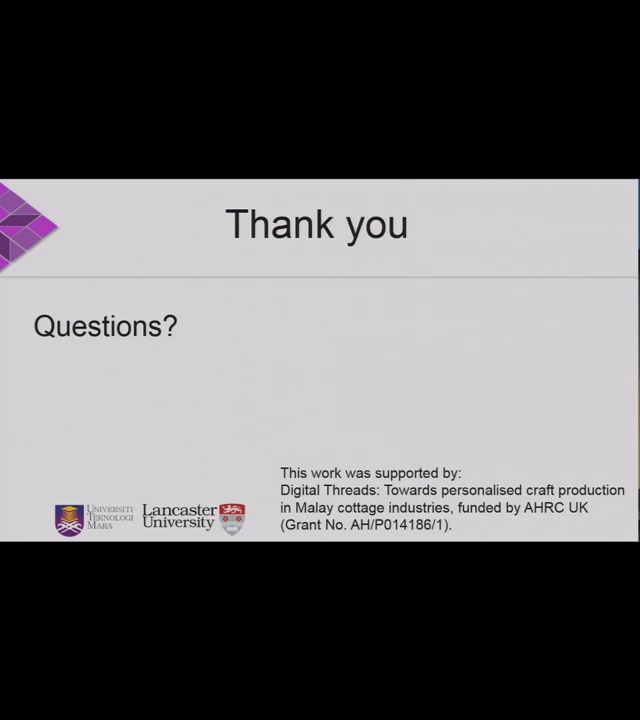 Thank you
Questions?
This work was supported by:
Digital Threads: Towards personalised craft production
in Malay cottage industries, funded by AHRC UK
(Grant No. AH/P014186/1).
UNIVERSITI
TEKNOLOGI
MARA
Lancaster
University